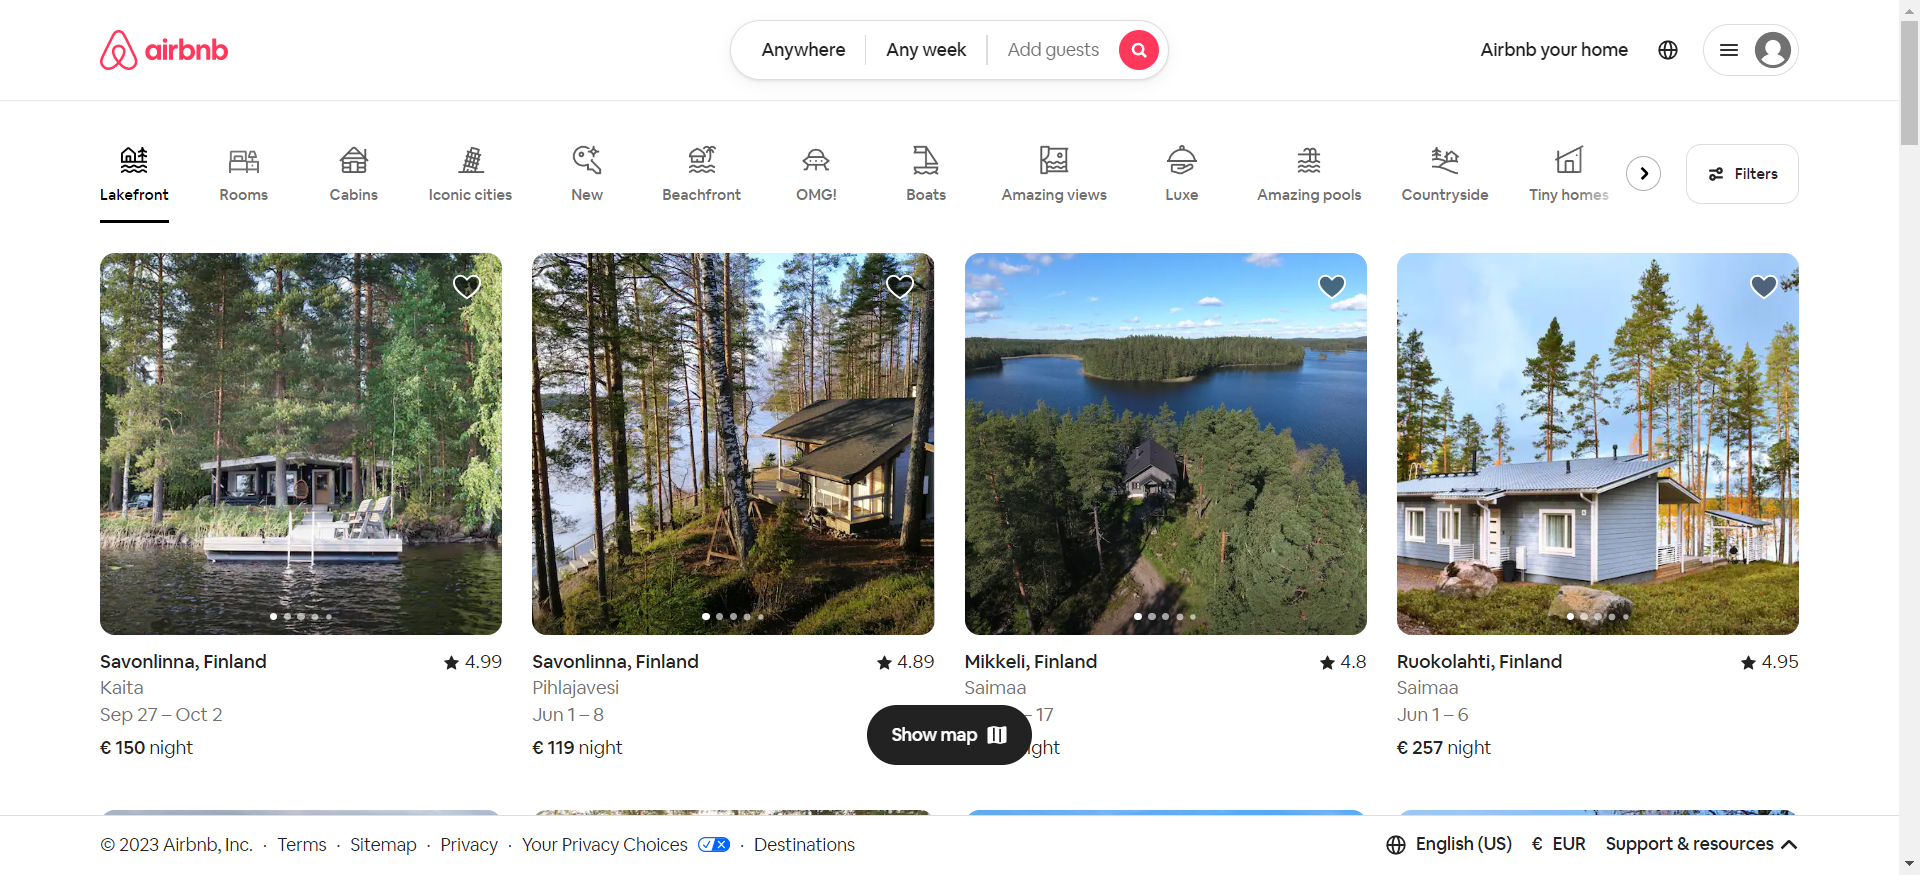 airbnb
Anywhere Any week Add guests
Airbnb your home
Lakefront Rooms Cabins Iconic cities New Beachfront OMG! Boats Amazing views Luxe Amazing pools Countryside Tiny homes
Filters
Savonlinna, Finland 4.99
Kaita
Sep 27 – Oct 2
€ 150 night
Savonlinna, Finland 4.89
Pihlajavesi
Jun 1 – 8
€ 119 night
Mikkeli, Finland 4.8
Saimaa
– 17
Ruokolahti, Finland 4.95
Saimaa
Jun 1 – 6
€ 257 night
Show map
© 2023 Airbnb, Inc. · Terms · Sitemap · Privacy · Your Privacy Choices · Destinations
English (US) € EUR Support & resources